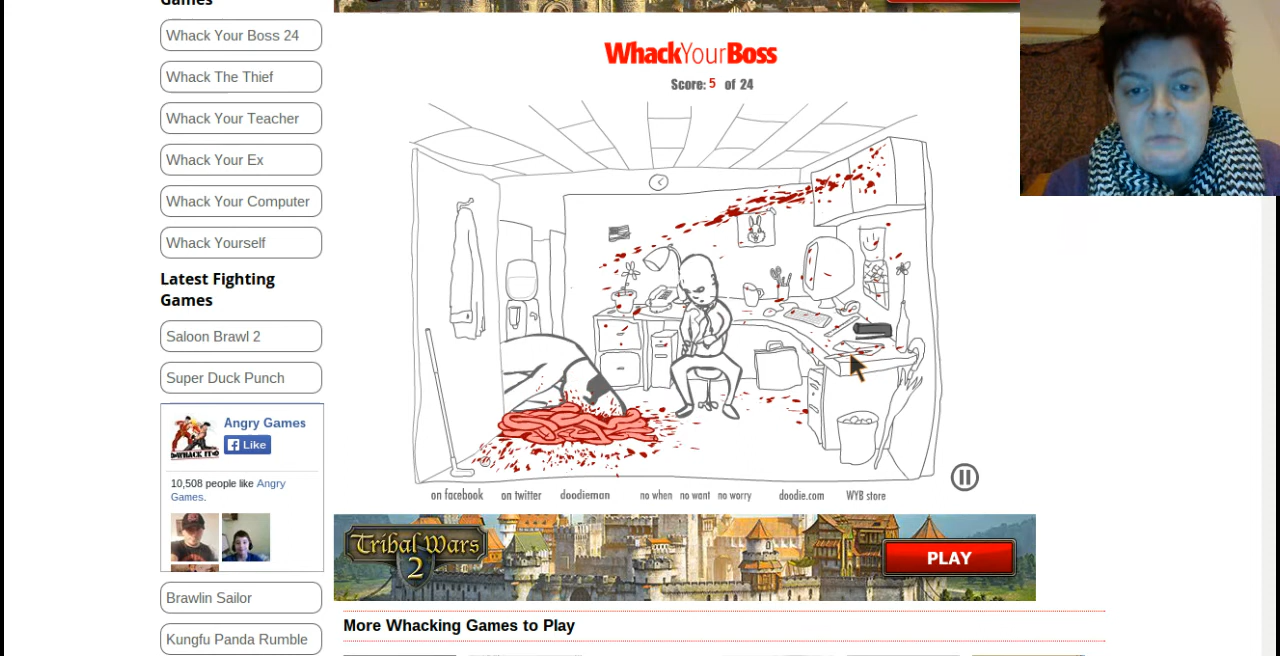 Games
Whack Your Boss 24
Whack The Thief
Whack Your Teacher
Whack Your Ex
Whack Your Computer
Whack Yourself
Latest Fighting
Games
Saloon Brawl 2
Super Duck Punch
Angry Games
Like
10,508 people like Angry
Games.
Brawlin Sailor
Kungfu Panda Rumble
WhackYourBoss
Score: 5 of 24
on facebook on twitter doodieman no when no want no worry doodie.com WYB store
Tribal Wars
2
PLAY
More Whacking Games to Play